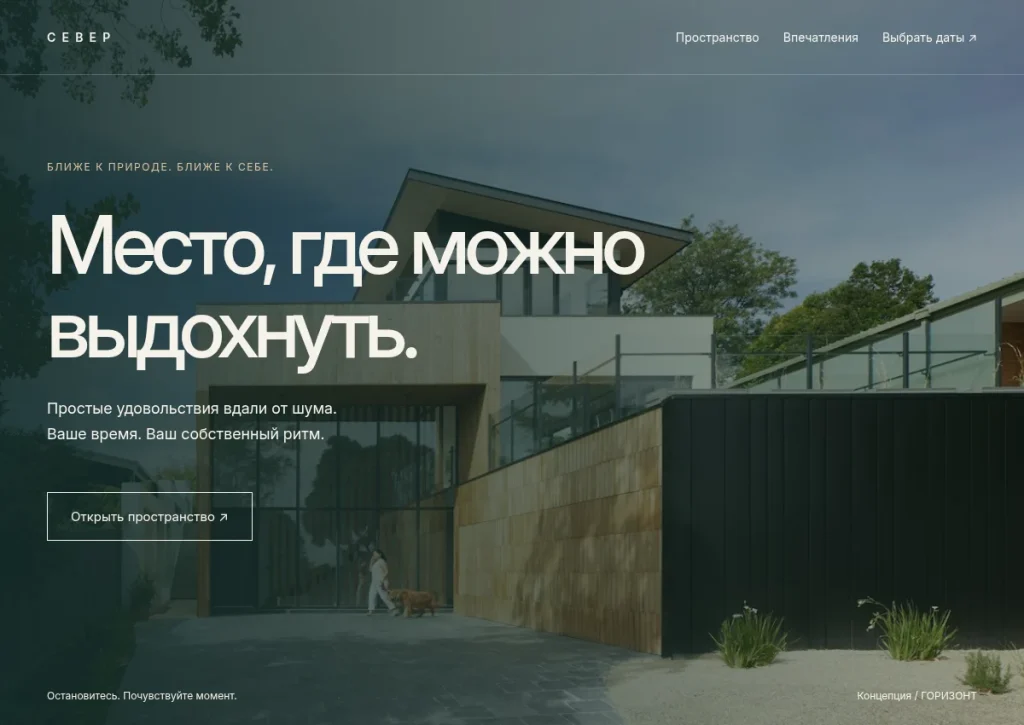 СЕВЕР
Пространство
Впечатления
Выбрать даты ↗
БЛИЖЕ К ПРИРОДЕ. БЛИЖЕ К СЕБЕ.
Место, где можно
выдохнуть.
Простые удовольствия вдали от шума.
Ваше время. Ваш собственный ритм.
Открыть пространство ↗
Остановитесь. Почувствуйте момент.
Концепция / ГОРИЗОНТ